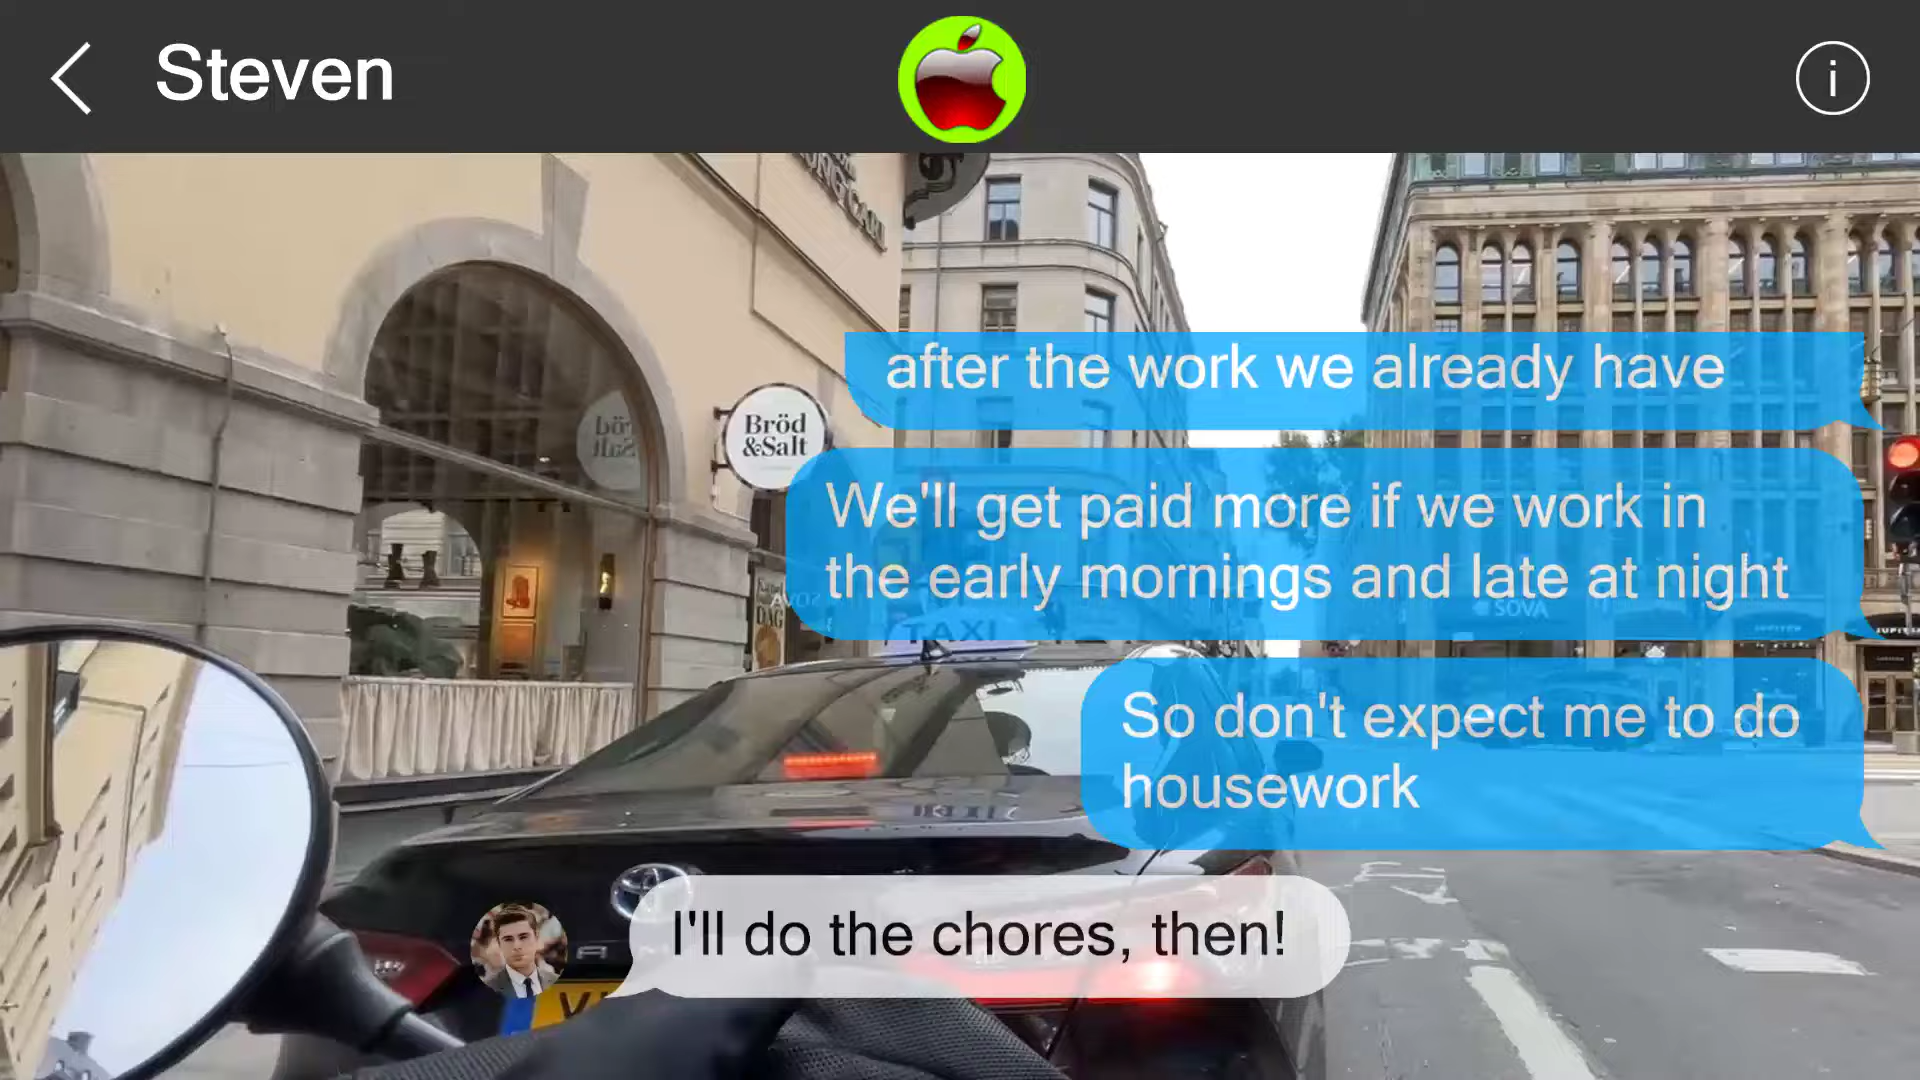 Steven
i
after the work we already have
Bröd
&Salt
We'll get paid more if we work in
the early mornings and late at night
SOVA
TAXI
JUPITER
So don't expect me to do
housework
I'll do the chores, then!